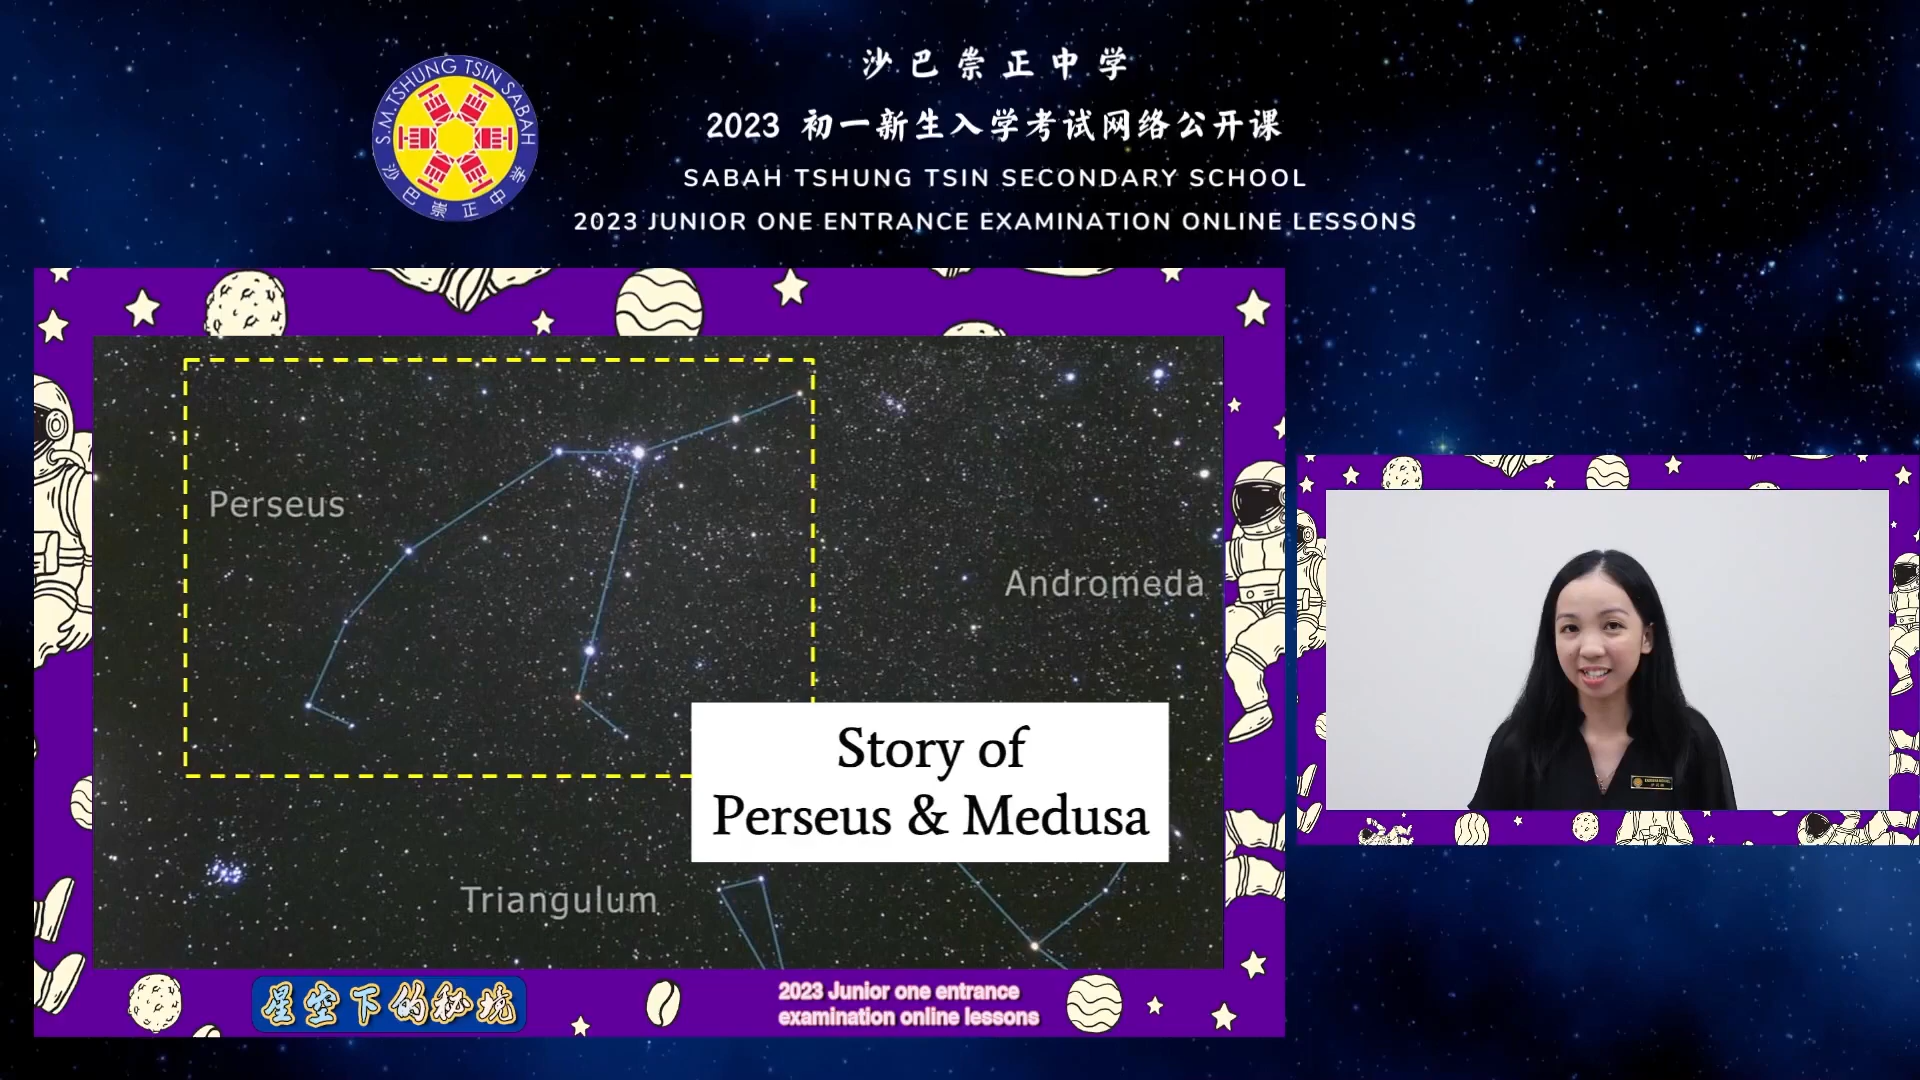 沙巴崇正中学
2023 初一新生入学考试网络公开课
SABAH TSHUNG TSIN SECONDARY SCHOOL
2023 JUNIOR ONE ENTRANCE EXAMINATION ONLINE LESSONS
S.M. TSHUNG TSIN SABAH
沙巴崇正中学
Perseus
Andromeda
Story of
Perseus & Medusa
Triangulum
星空下的秘境
2023 Junior one entrance
examination online lessons